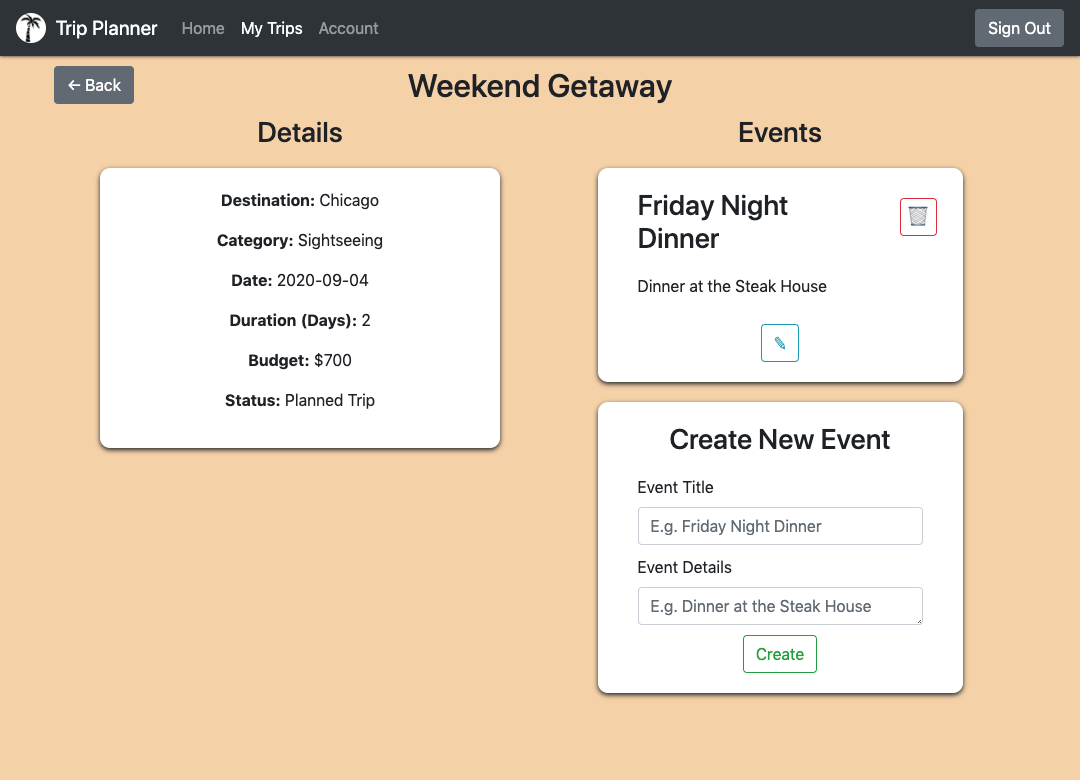 Trip Planner Home My Trips Account Sign Out
← Back
Weekend Getaway
Details
Destination: Chicago
Category: Sightseeing
Date: 2020-09-04
Duration (Days): 2
Budget: $700
Status: Planned Trip
Events
Friday Night
Dinner
Dinner at the Steak House
Create New Event
Event Title
E.g. Friday Night Dinner
Event Details
E.g. Dinner at the Steak House
Create